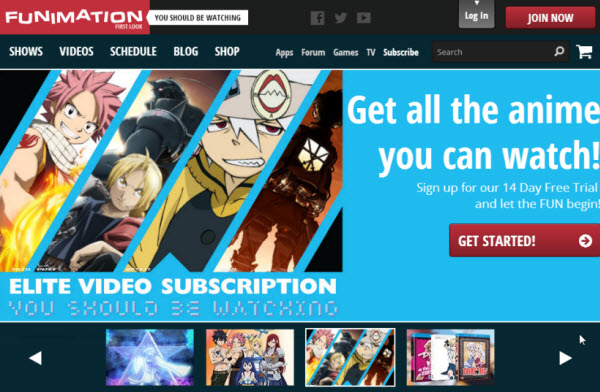 FUNIMATION
FIRST LOOK
YOU SHOULD BE WATCHING
Log In
JOIN NOW
SHOWS VIDEOS SCHEDULE BLOG SHOP Apps Forum Games TV Subscribe Search
Get all the anime
you can watch!
Sign up for our 14 Day Free Trial
and let the FUN begin!
GET STARTED!
ELITE VIDEO SUBSCRIPTION
YOU SHOULD BE WATCHING